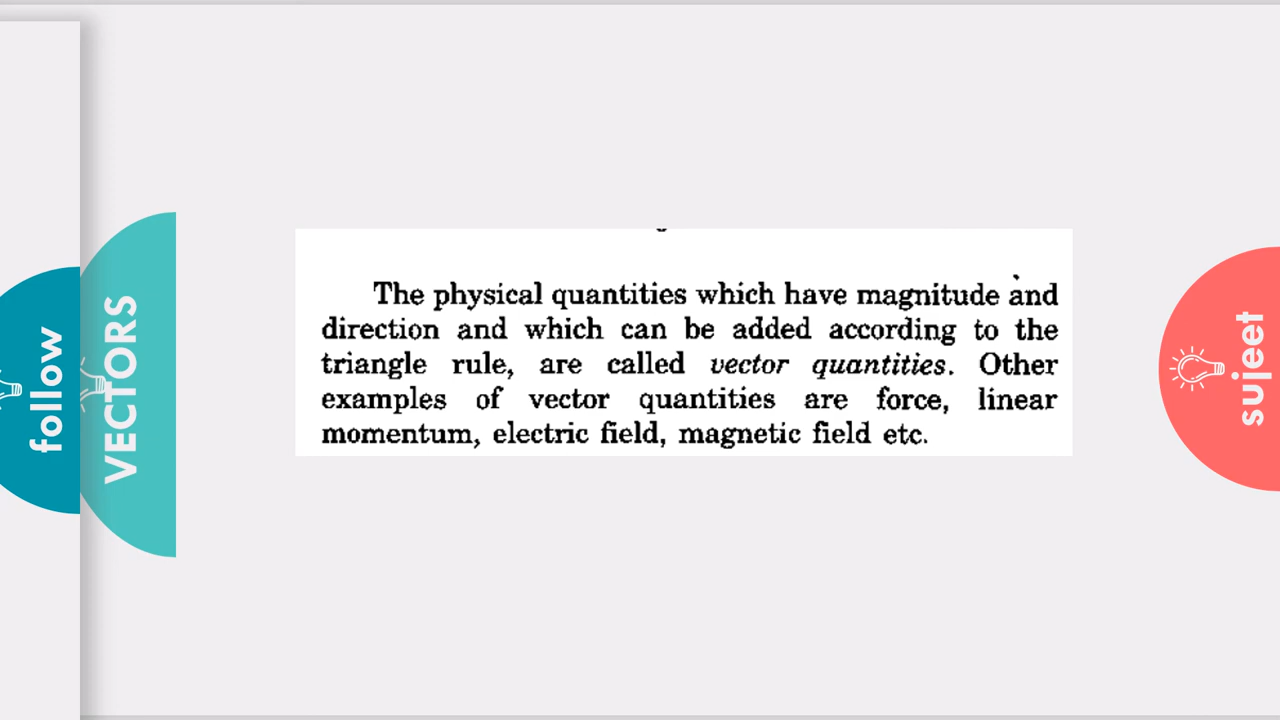 follow
VECTORS
The physical quantities which have magnitude and
direction and which can be added according to the
triangle rule, are called vector quantities. Other
examples of vector quantities are force, linear
momentum, electric field, magnetic field etc.
sujeet